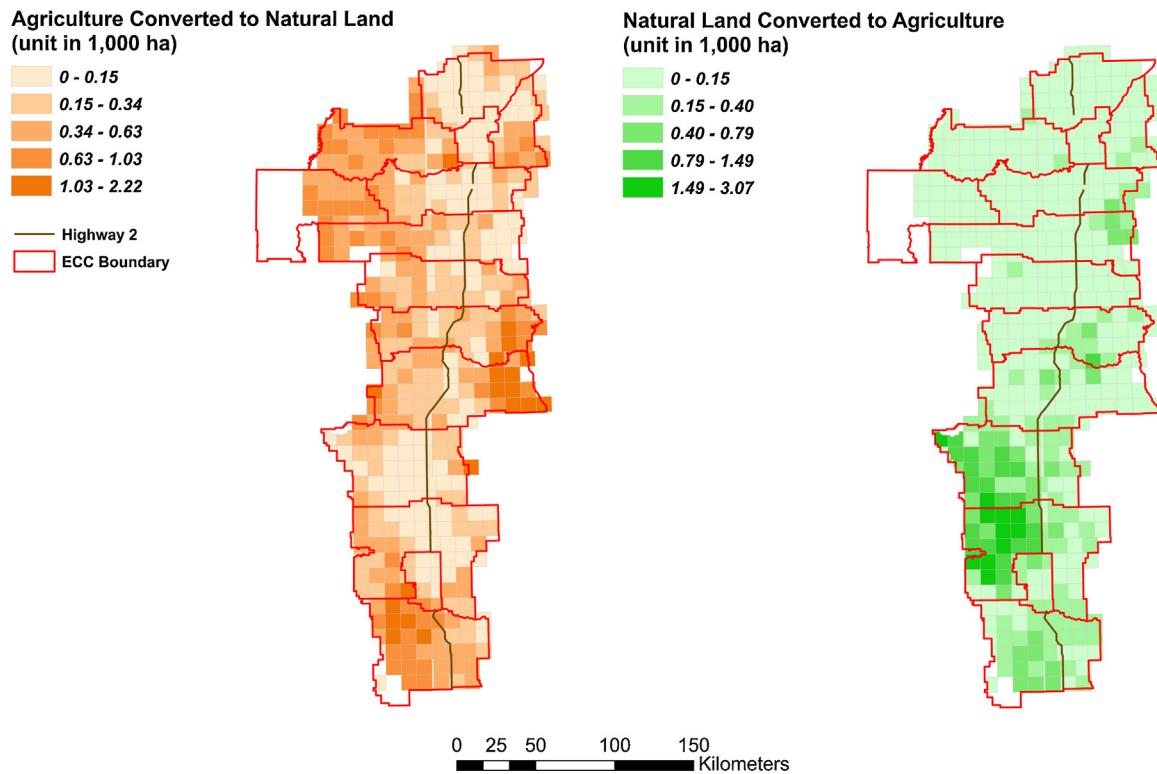 Agriculture Converted to Natural Land
(unit in 1,000 ha)
0 - 0.15
0.15 - 0.34
0.34 - 0.63
0.63 - 1.03
1.03 - 2.22
Highway 2
ECC Boundary
Natural Land Converted to Agriculture
(unit in 1,000 ha)
0 - 0.15
0.15 - 0.40
0.40 - 0.79
0.79 - 1.49
1.49 - 3.07
0 25 50 100 150
Kilometers